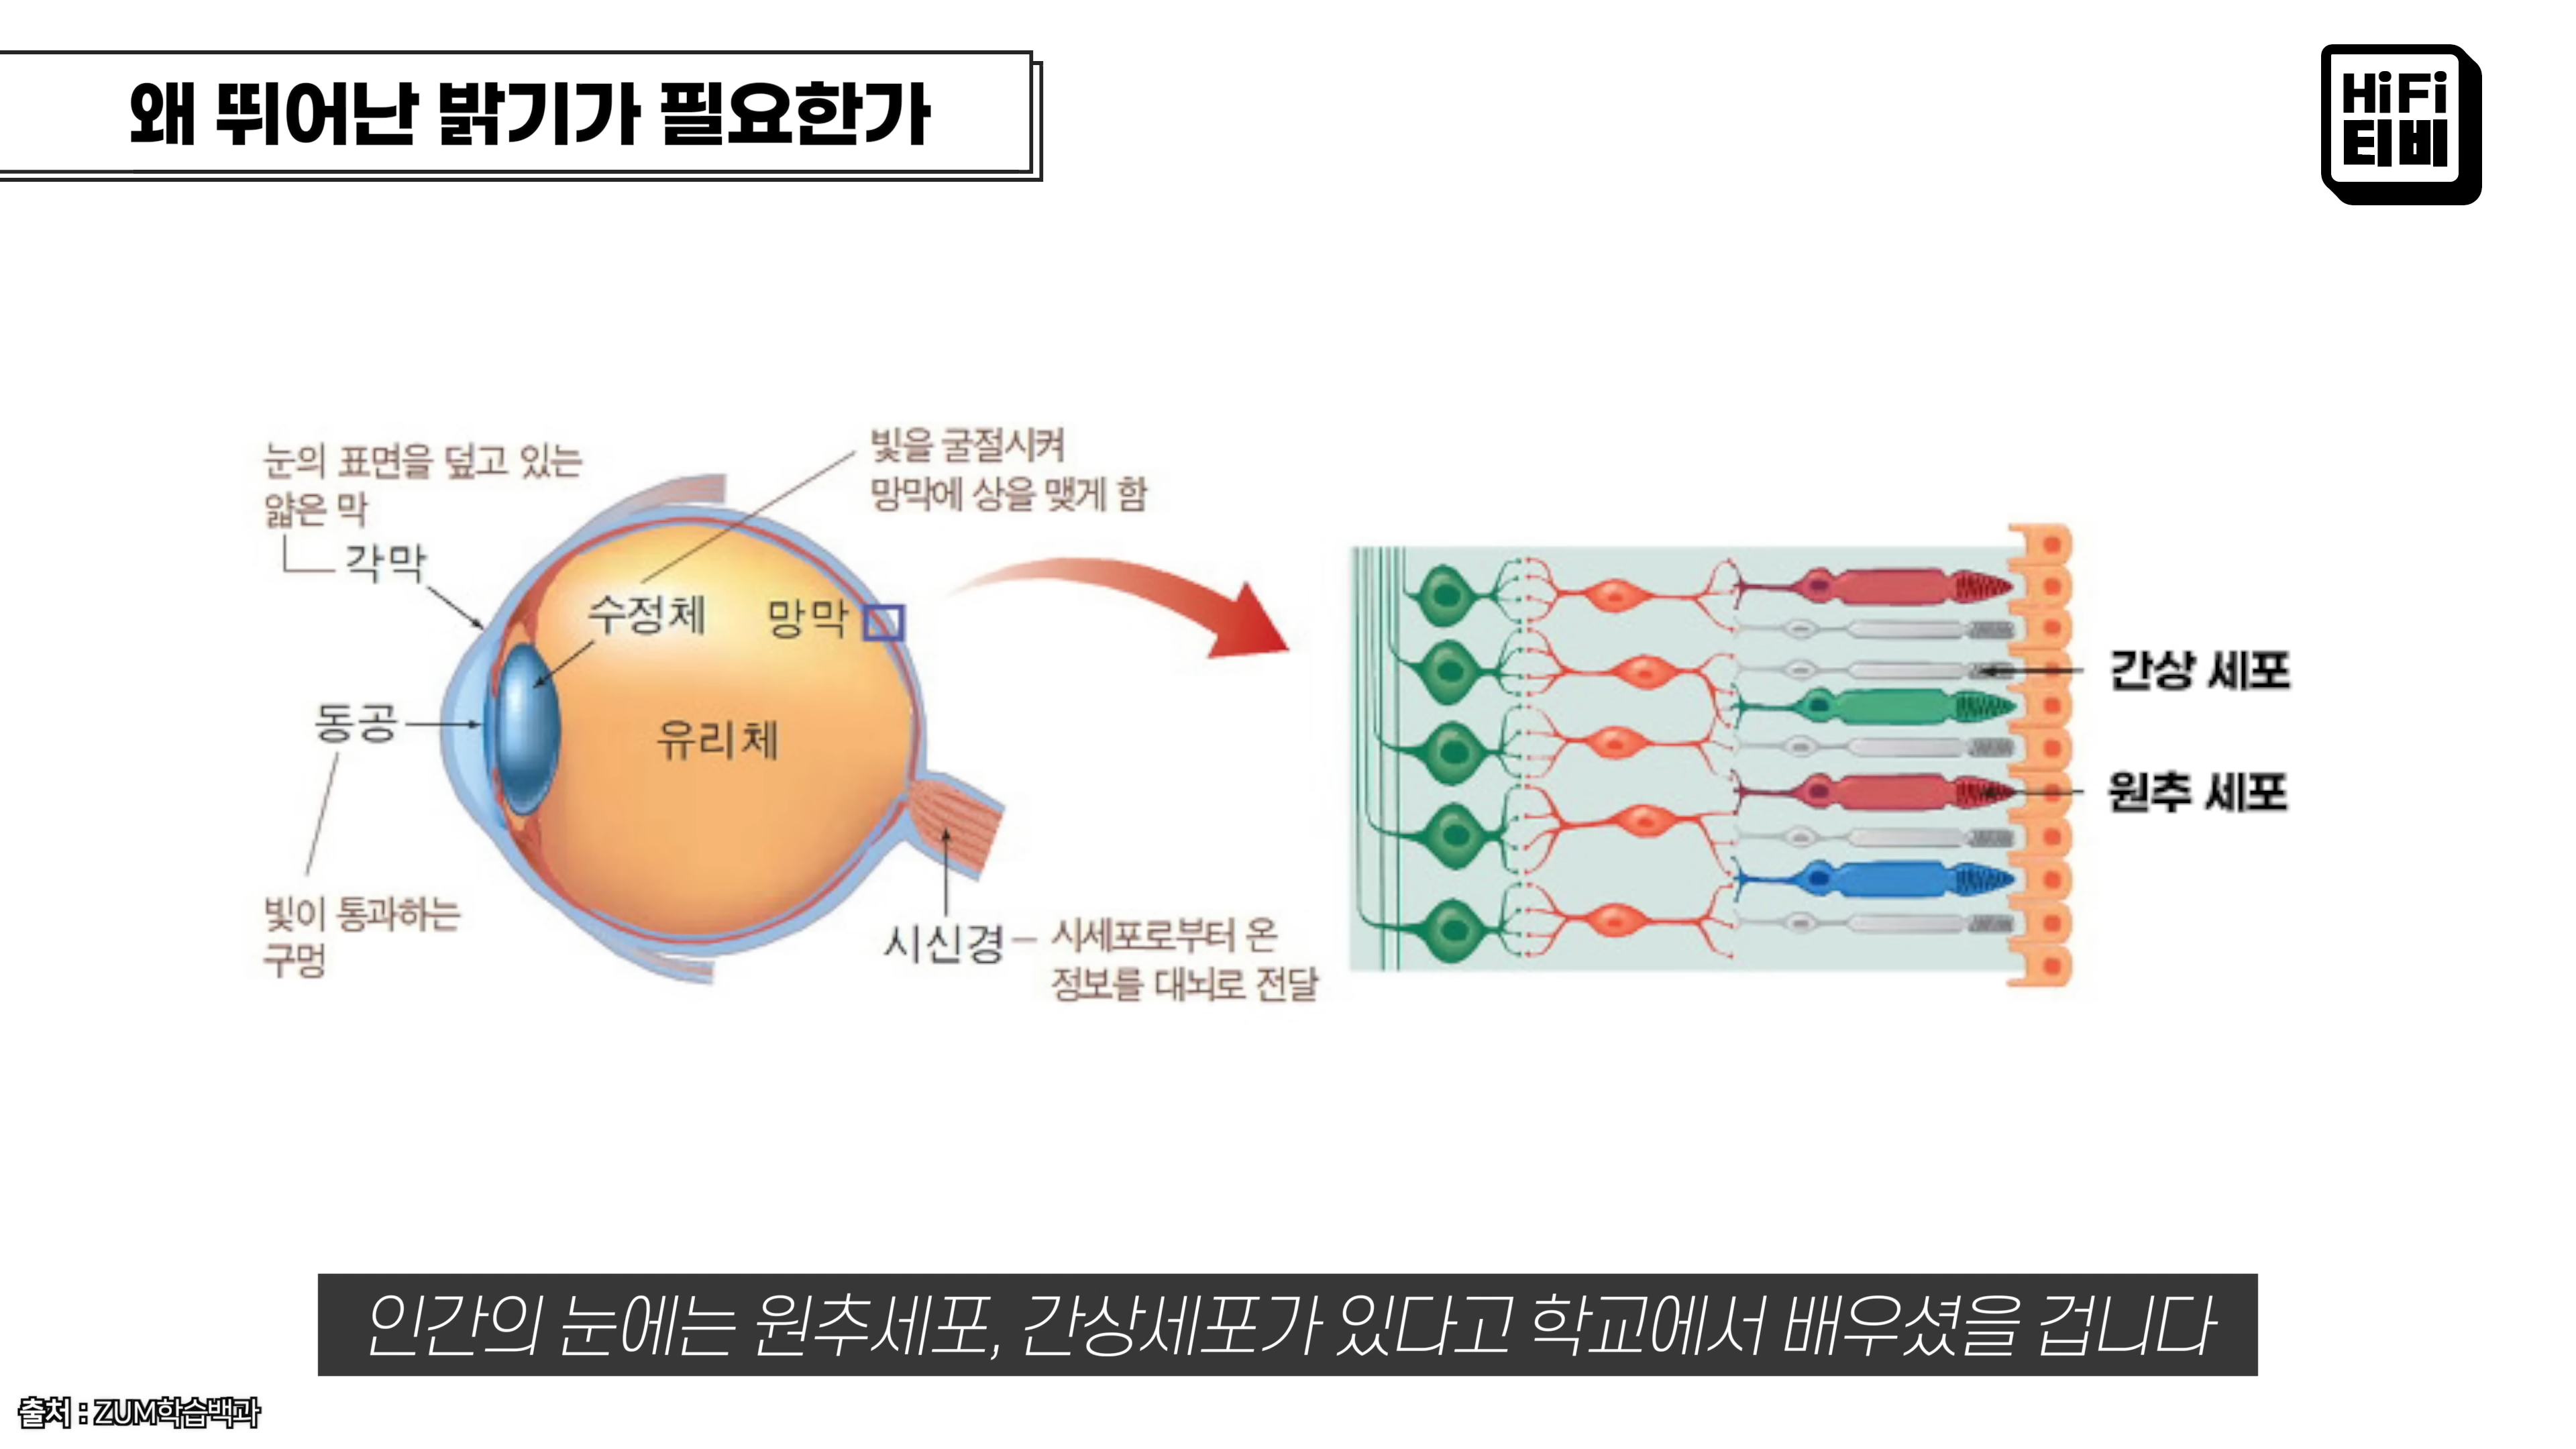 왜 뛰어난 밝기가 필요한가
HiFi
티비
눈의 표면을 덮고 있는
얇은 막
각막
빛을 굴절시켜
망막에 상을 맺게 함
수정체
망막
동공
유리체
빛이 통과하는
구멍
시신경
시세포로부터 온
정보를 대뇌로 전달
간상 세포
원추 세포
인간의 눈에는 원추세포, 간상세포가 있다고 학교에서 배우셨을 겁니다
출처 : ZUM학습백과